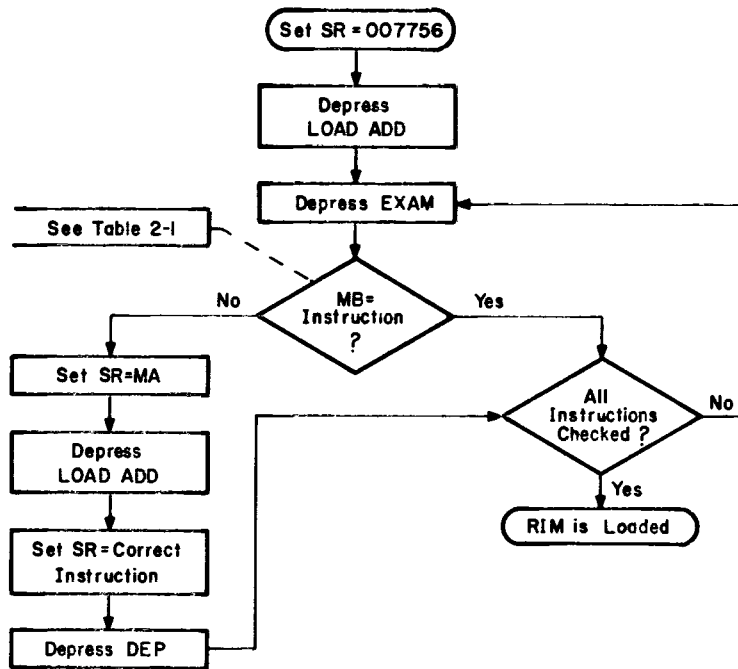 Set SR = 007756
Depress
LOAD ADD
Depress EXAM
See Table 2-1
MB=
Instruction
?
No
Yes
Set SR=MA
All
Instructions
Checked ?
No
Depress
LOAD ADD
Yes
RIM is Loaded
Set SR=Correct
Instruction
Depress DEP